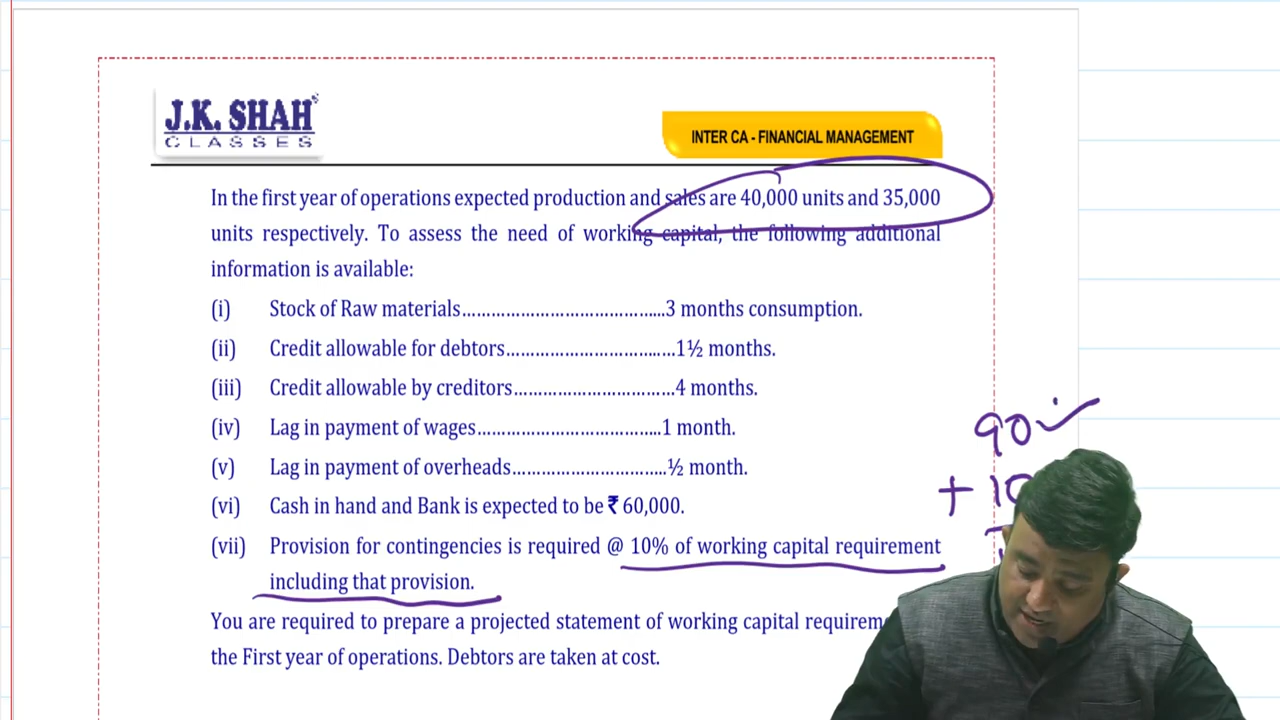 J.K. SHAH
CLASSES
INTER CA - FINANCIAL MANAGEMENT
In the first year of operations expected production and sales are 40,000 units and 35,000
units respectively. To assess the need of working capital, the following additional
information is available:
(i) Stock of Raw materials........................................3 months consumption.
(ii) Credit allowable for debtors..................................1½ months.
(iii) Credit allowable by creditors................................4 months.
(iv) Lag in payment of wages.....................................1 month.
(v) Lag in payment of overheads...............................½ month.
(vi) Cash in hand and Bank is expected to be ₹ 60,000.
(vii) Provision for contingencies is required @ 10% of working capital requirement
including that provision.
You are required to prepare a projected statement of working capital
the First year of operations. Debtors are taken at cost.
90
+ 10